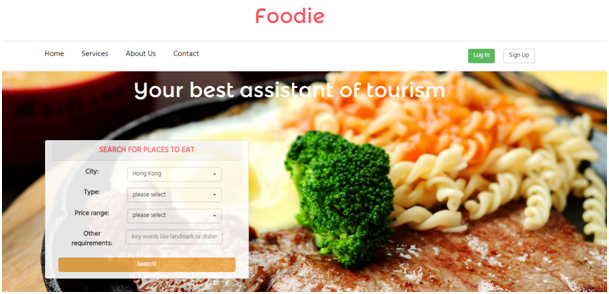 Foodie
Home Services About Us Contact Log In Sign Up
Your best assistant of tourism
SEARCH FOR PLACES TO EAT
City: Hong Kong
Type: please select
Price range: please select
Other requirements: Key words like landmark or dishes
Search!